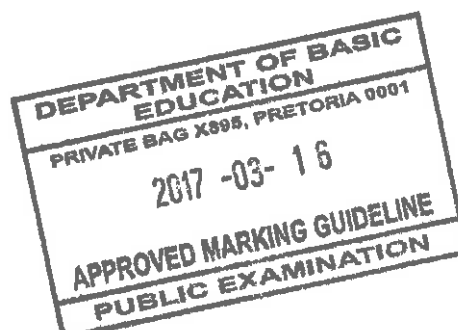 DEPARTMENT OF BASIC
EDUCATION
PRIVATE BAG X895, PRETORIA 0001
2017 -03- 16
APPROVED MARKING GUIDELINE
PUBLIC EXAMINATION